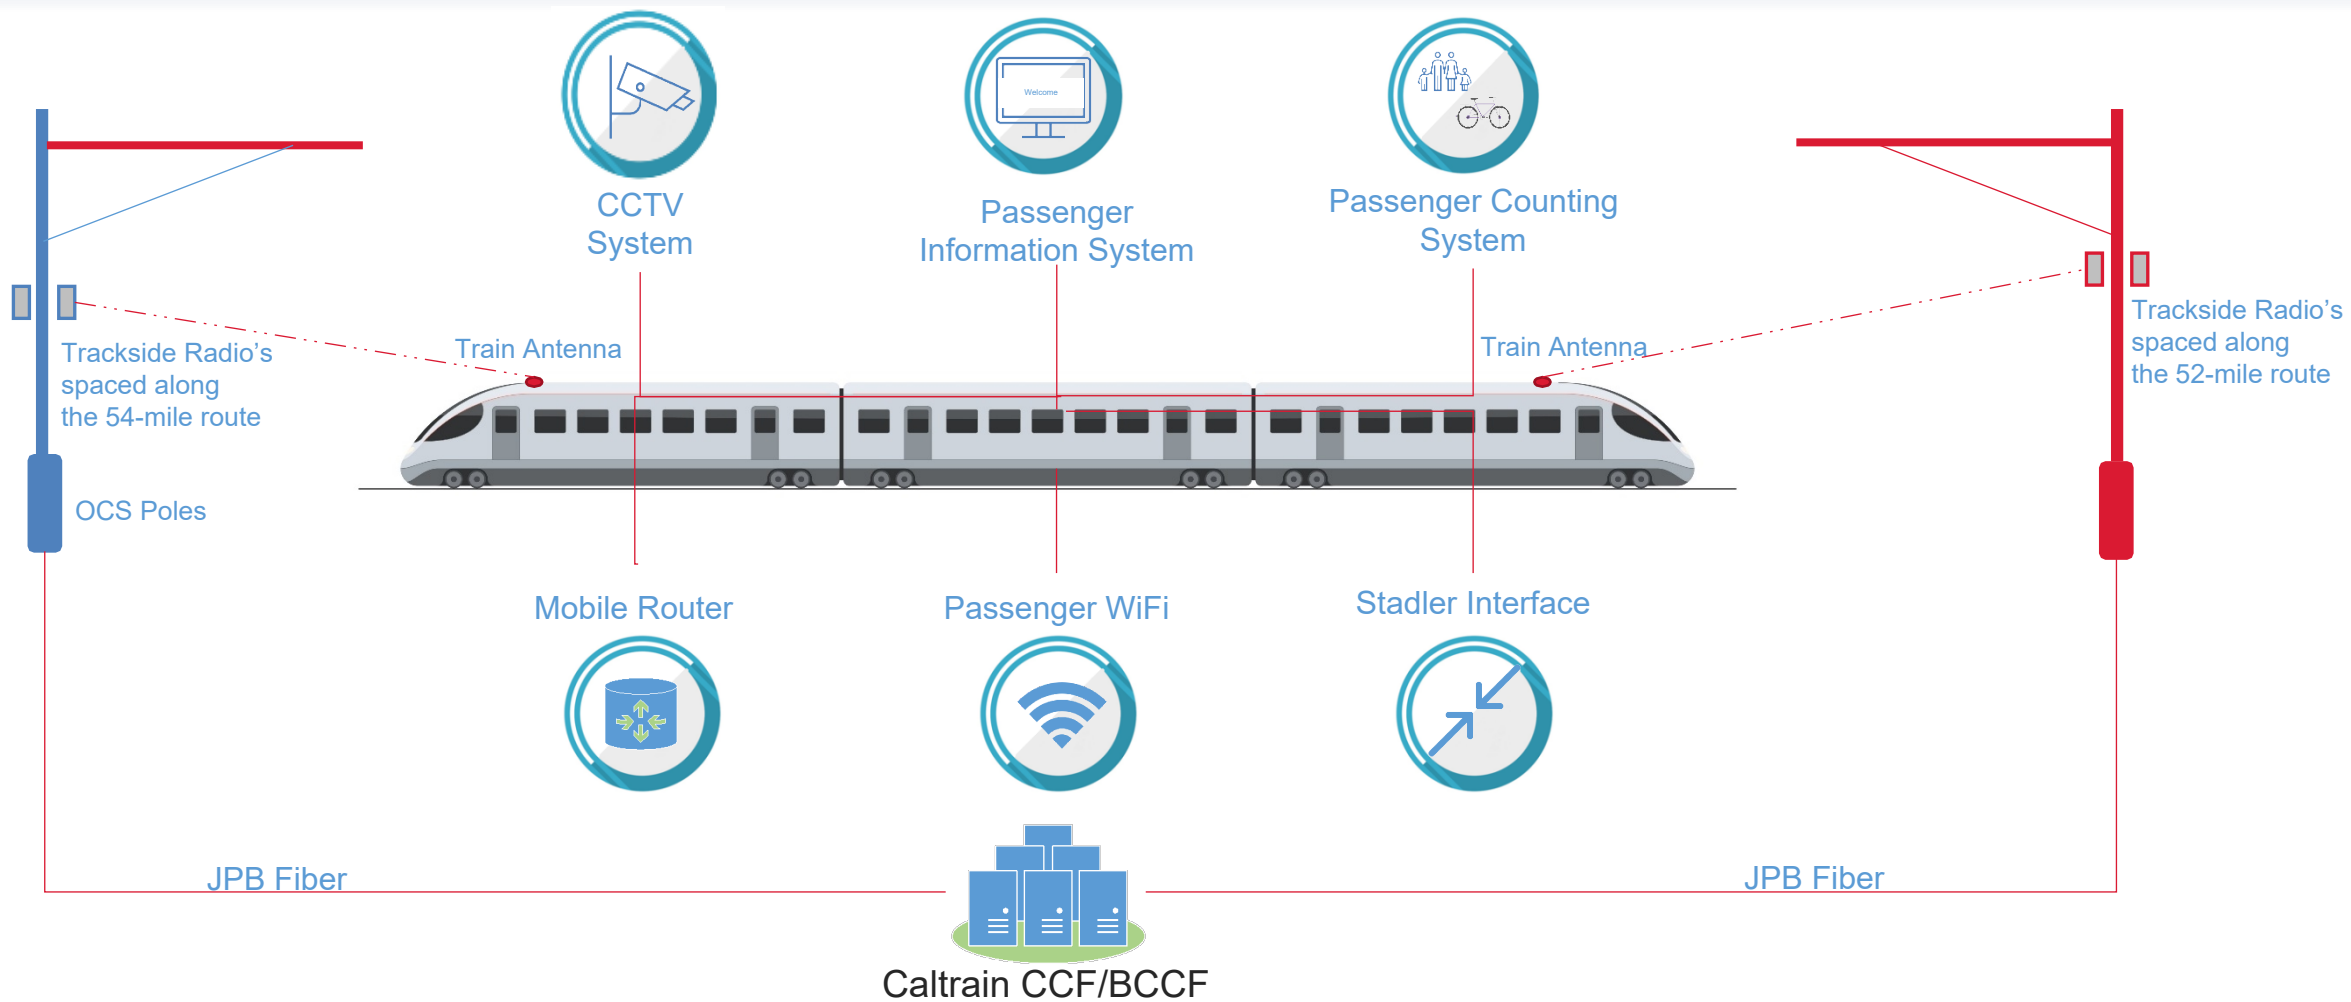 Welcome
CCTV
System
Passenger
Information System
Passenger Counting
System
Trackside Radio’s
spaced along
the 54-mile route
Train Antenna
Train Antenna
Trackside Radio’s
spaced along
the 52-mile route
OCS Poles
Mobile Router
Passenger WiFi
Stadler Interface
JPB Fiber
JPB Fiber
Caltrain CCF/BCCF